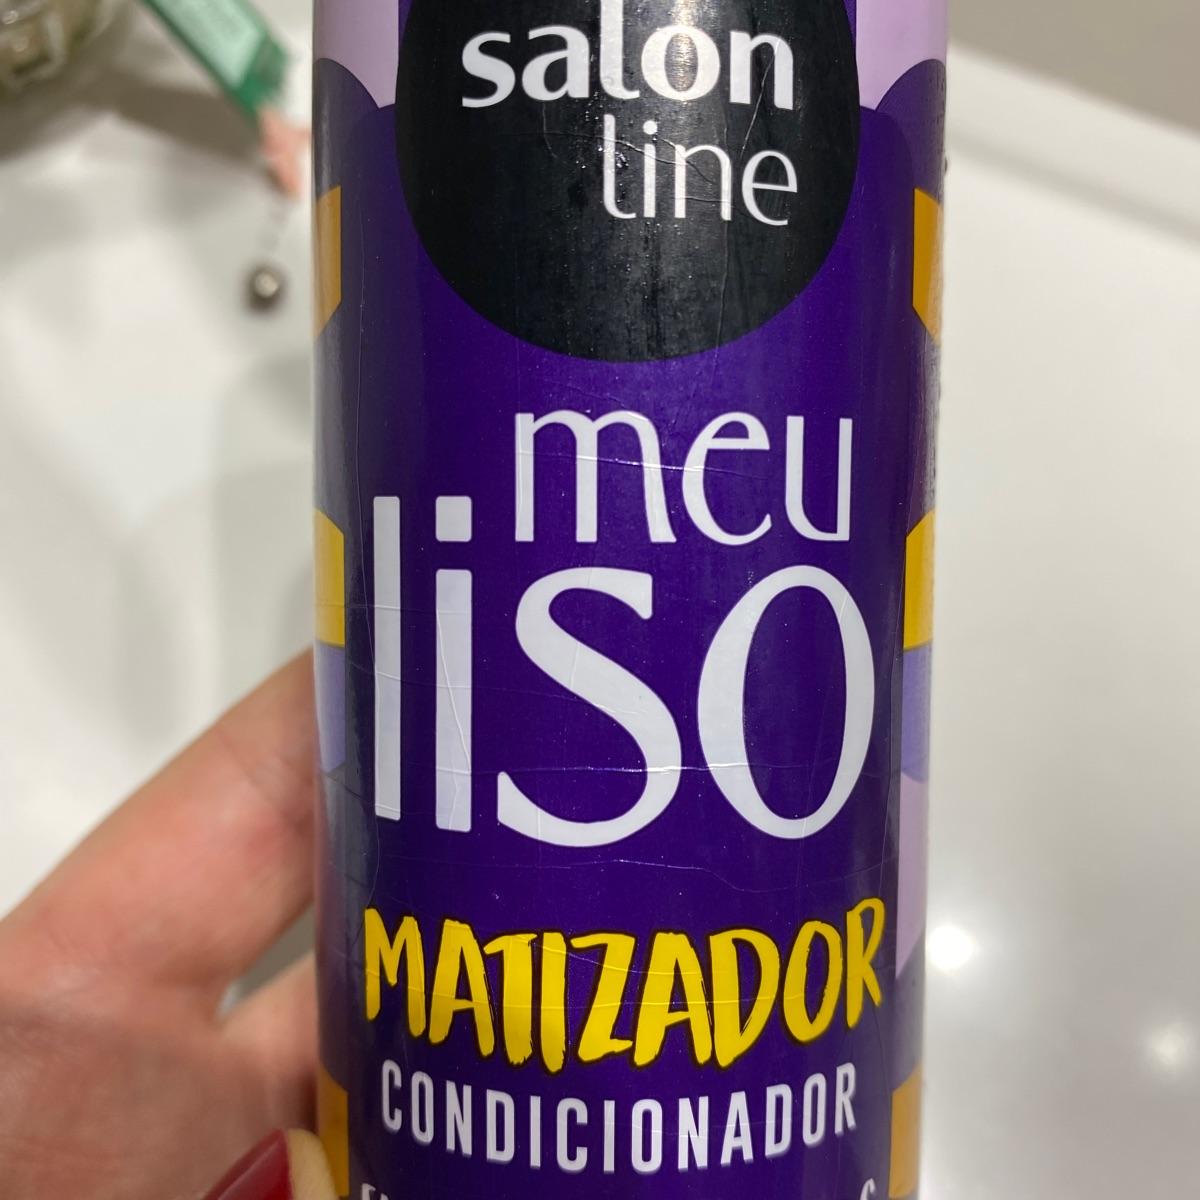 salon
line
meu
liso
MATIZADOR
CONDICIONADOR